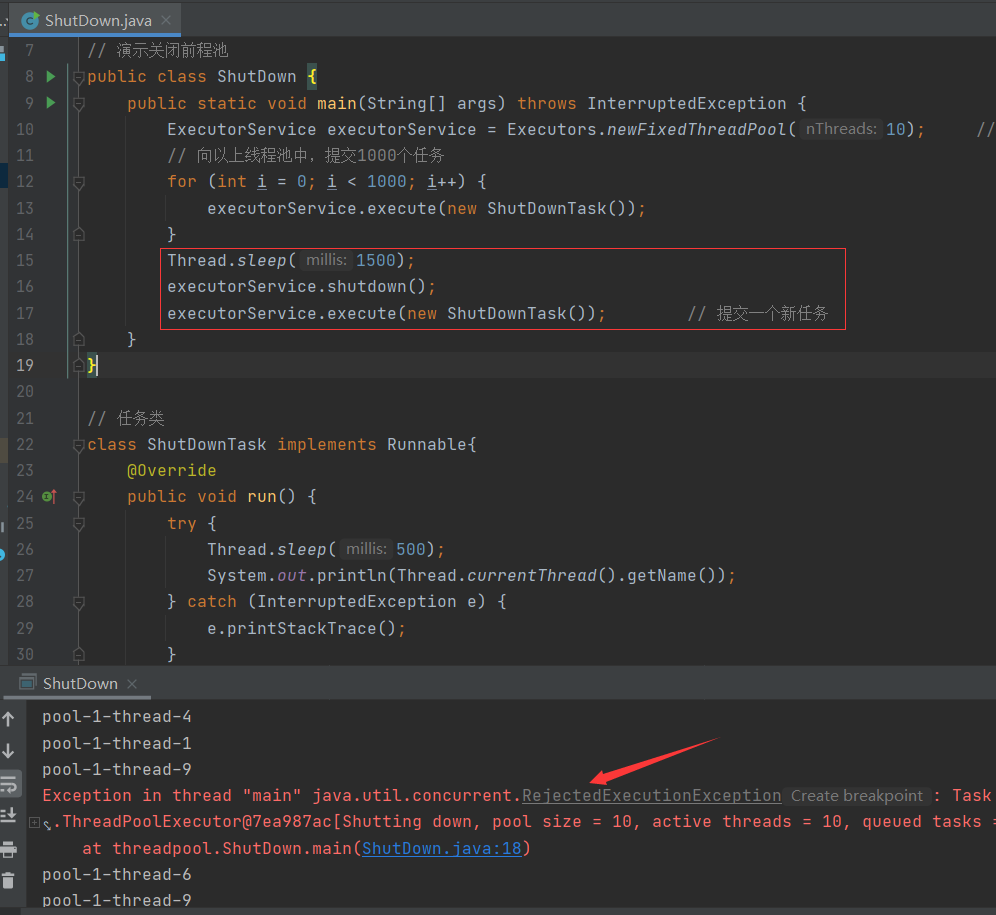 ShutDown.java
7 // 演示关闭前程池
8 public class ShutDown {
9 public static void main(String[] args) throws InterruptedException {
10 ExecutorService executorService = Executors.newFixedThreadPool( nThreads: 10); //
11 // 向以上线程池中，提交1000个任务
12 for (int i = 0; i < 1000; i++) {
13 executorService.execute(new ShutDownTask());
14 }
15 Thread.sleep( millis: 1500);
16 executorService.shutdown();
17 executorService.execute(new ShutDownTask()); // 提交一个新任务
18 }
19 }
20
21 // 任务类
22 class ShutDownTask implements Runnable{
23 @Override
24 public void run() {
25 try {
26 Thread.sleep( millis: 500);
27 System.out.println(Thread.currentThread().getName());
28 } catch (InterruptedException e) {
29 e.printStackTrace();
30 }
ShutDown
pool-1-thread-4
pool-1-thread-1
pool-1-thread-9
Exception in thread "main" java.util.concurrent.RejectedExecutionException Create breakpoint : Task
.ThreadPoolExecutor@7ea987ac[Shutting down, pool size = 10, active threads = 10, queued tasks =
at threadpool.ShutDown.main(ShutDown.java:18)
pool-1-thread-6
pool-1-thread-9